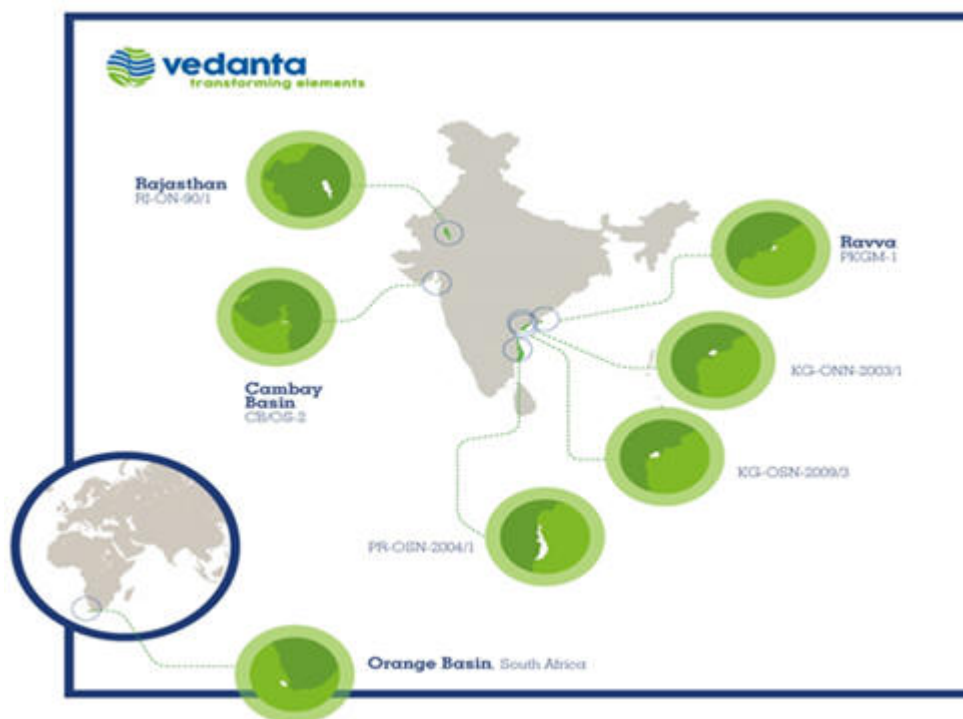 vedanta
transforming elements
Rajasthan
RJ-ON-90/1
Ravva
PKGM-1
Cambay
Basin
CB/OS-2
KG-ONN-2003/1
KG-OSN-2009/3
PR-OSN-2004/1
Orange Basin, South Africa